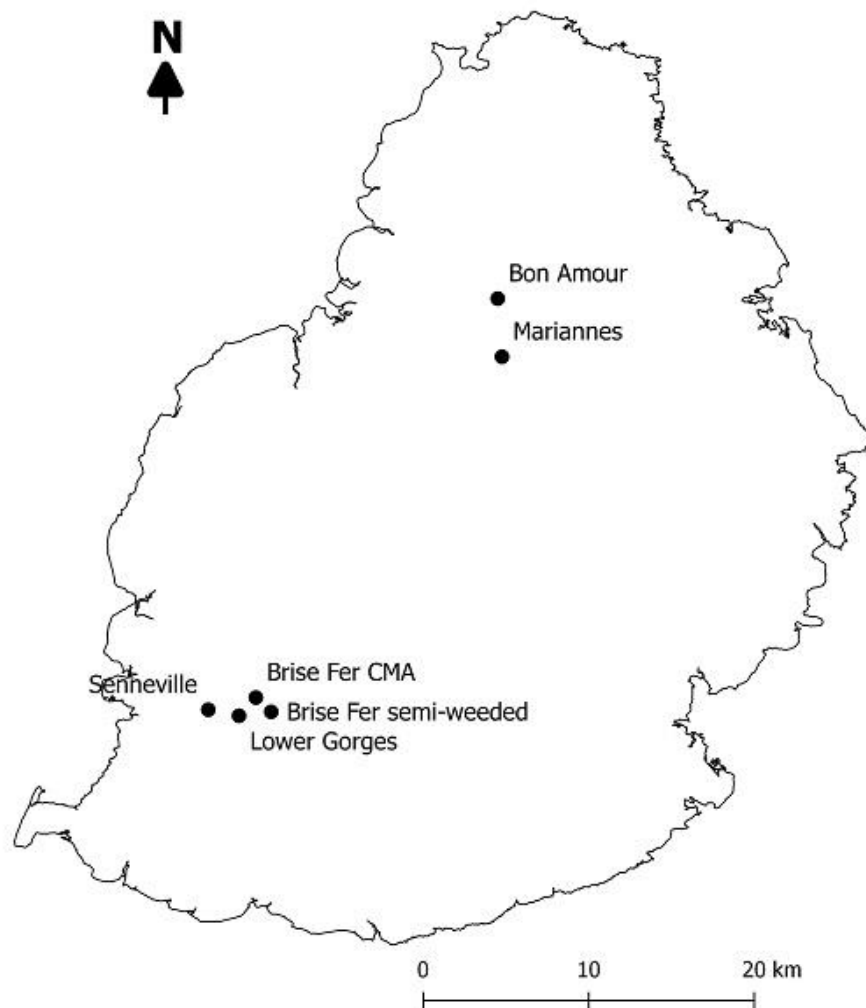 N
Bon Amour
Mariannes
Brise Fer CMA
Senneville
Brise Fer semi-weeded
Lower Gorges
0 10 20 km